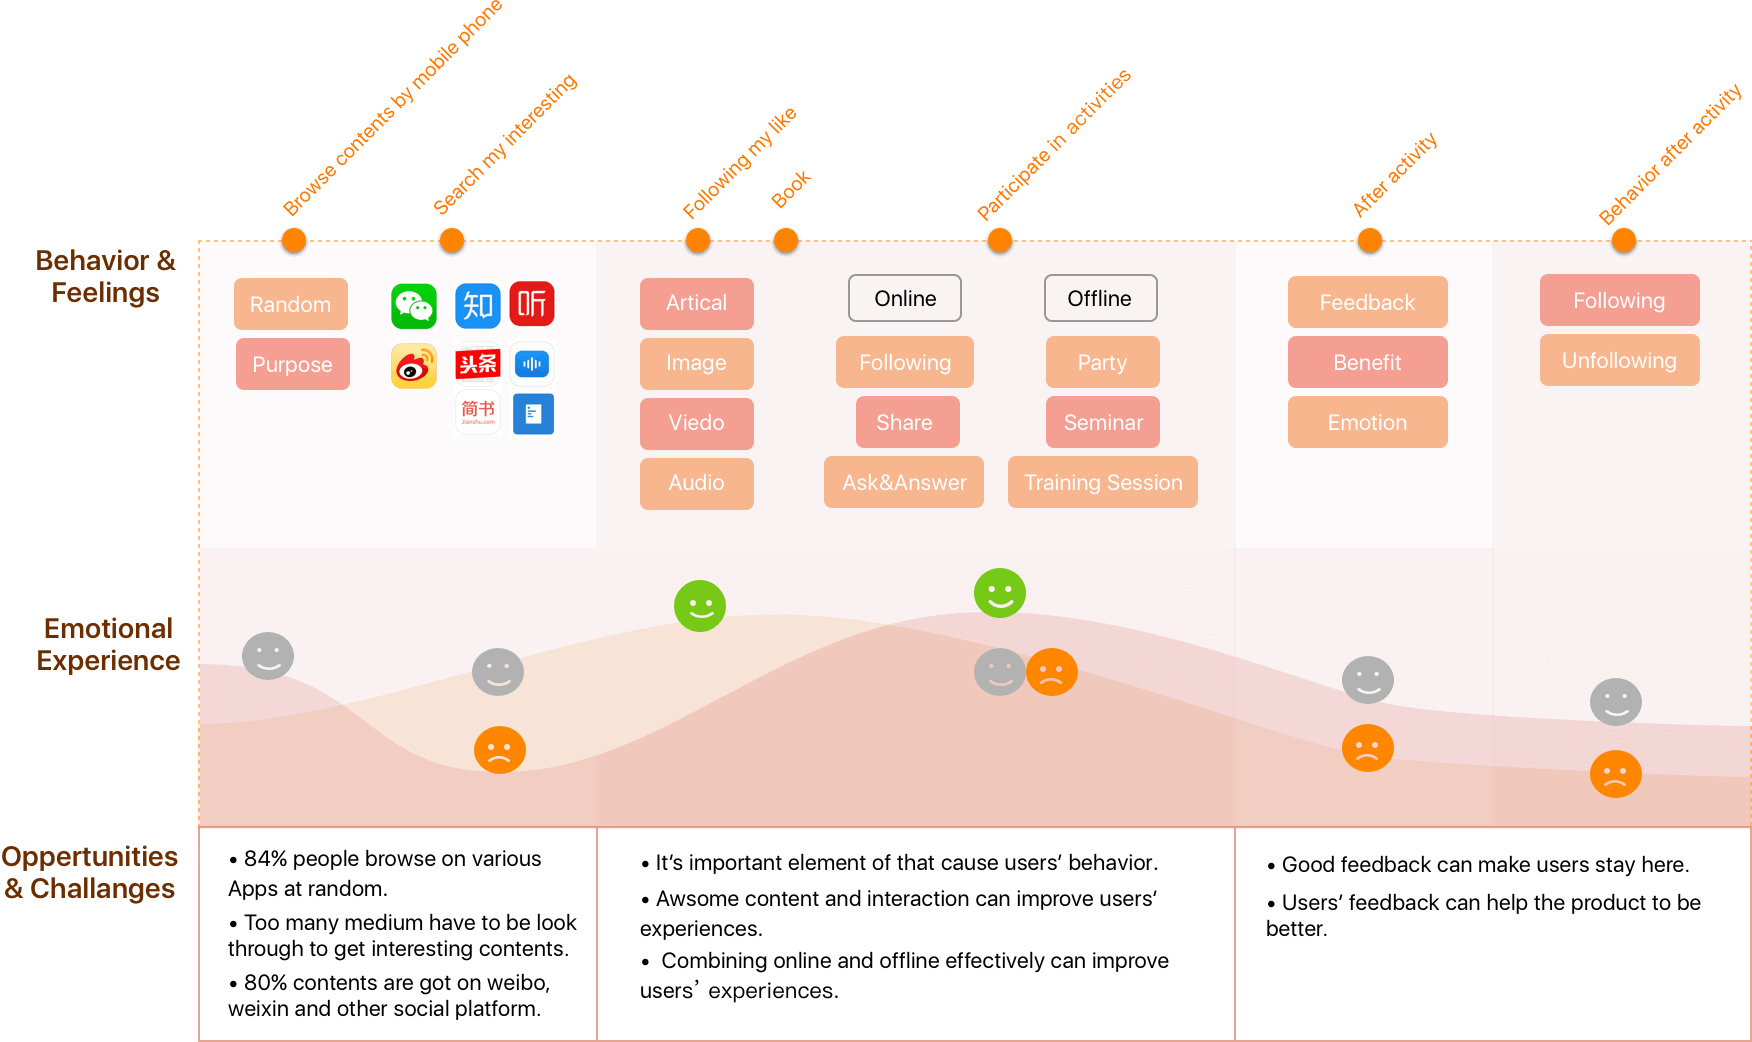 Browse contents by mobile phone
Search my interesting
Following my like
Book
Participate in activities
After activity
Behavior after activity
Behavior &
Feelings
Random
Purpose
知
听
头条
简书
Jianshu.com
Artical
Image
Viedo
Audio
Online
Following
Share
Ask&Answer
Offline
Party
Seminar
Training Session
Feedback
Benefit
Emotion
Following
Unfollowing
Emotional
Experience
Oppertunities
& Challanges
• 84% people browse on various
Apps at random.
• Too many medium have to be look
through to get interesting contents.
• 80% contents are got on weibo,
weixin and other social platform.
• It’s important element of that cause users‘ behavior.
• Awsome content and interaction can improve users‘
experiences.
• Combining online and offline effectively can improve
users’ experiences.
• Good feedback can make users stay here.
• Users’ feedback can help the product to be
better.